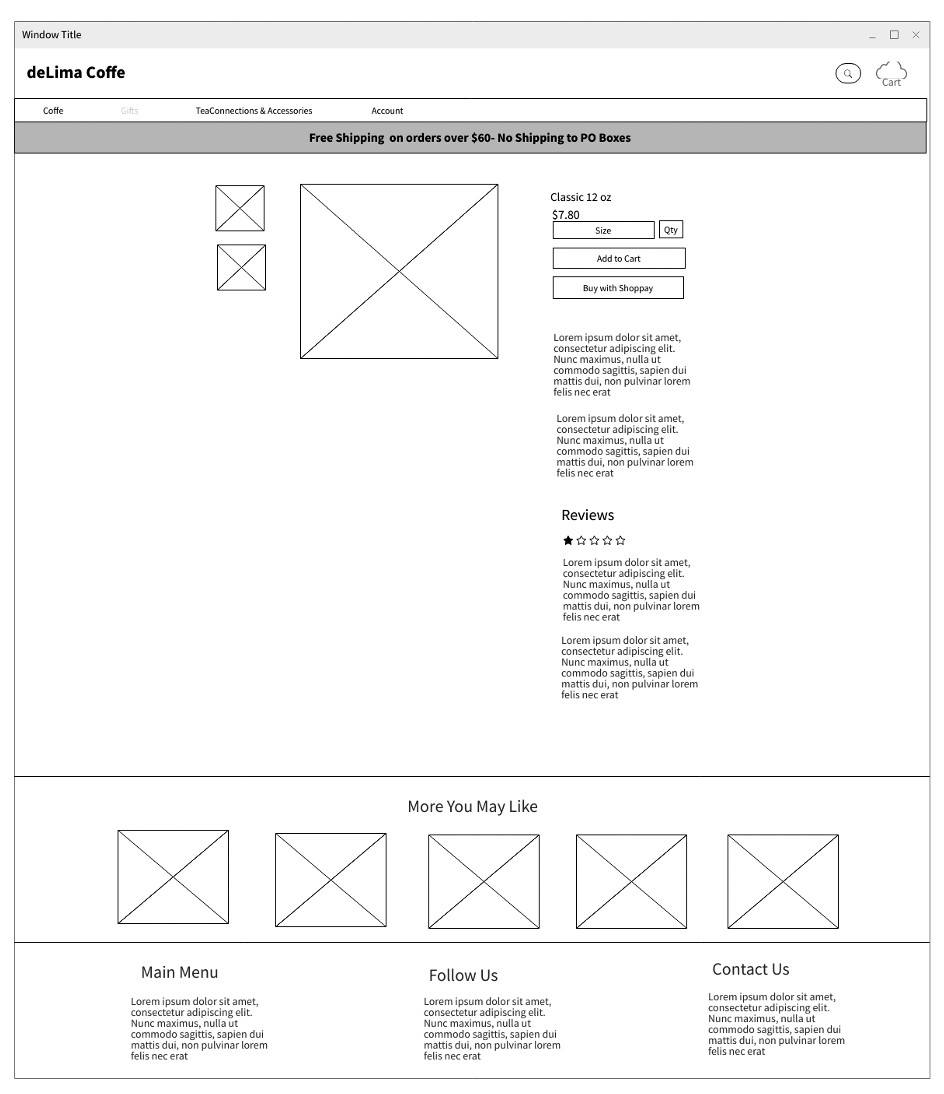 Window Title
deLima Coffe
Cart
Coffe
Gifts
TeaConnections & Accessories
Account
Free Shipping  on orders over $60- No Shipping to PO Boxes
Classic 12 oz
$7.80
Size
Qty
Add to Cart
Buy with Shoppay
Lorem ipsum dolor sit amet,
consectetur adipiscing elit.
Nunc maximus, nulla ut
commodo sagittis, sapien dui
mattis dui, non pulvinar lorem
felis nec erat
Lorem ipsum dolor sit amet,
consectetur adipiscing elit.
Nunc maximus, nulla ut
commodo sagittis, sapien dui
mattis dui, non pulvinar lorem
felis nec erat
Reviews
Lorem ipsum dolor sit amet,
consectetur adipiscing elit.
Nunc maximus, nulla ut
commodo sagittis, sapien dui
mattis dui, non pulvinar lorem
felis nec erat
Lorem ipsum dolor sit amet,
consectetur adipiscing elit.
Nunc maximus, nulla ut
commodo sagittis, sapien dui
mattis dui, non pulvinar lorem
felis nec erat
More You May Like
Main Menu
Lorem ipsum dolor sit amet,
consectetur adipiscing elit.
Nunc maximus, nulla ut
commodo sagittis, sapien dui
mattis dui, non pulvinar lorem
felis nec erat
Follow Us
Lorem ipsum dolor sit amet,
consectetur adipiscing elit.
Nunc maximus, nulla ut
commodo sagittis, sapien dui
mattis dui, non pulvinar lorem
felis nec erat
Contact Us
Lorem ipsum dolor sit amet,
consectetur adipiscing elit.
Nunc maximus, nulla ut
commodo sagittis, sapien dui
mattis dui, non pulvinar lorem
felis nec erat